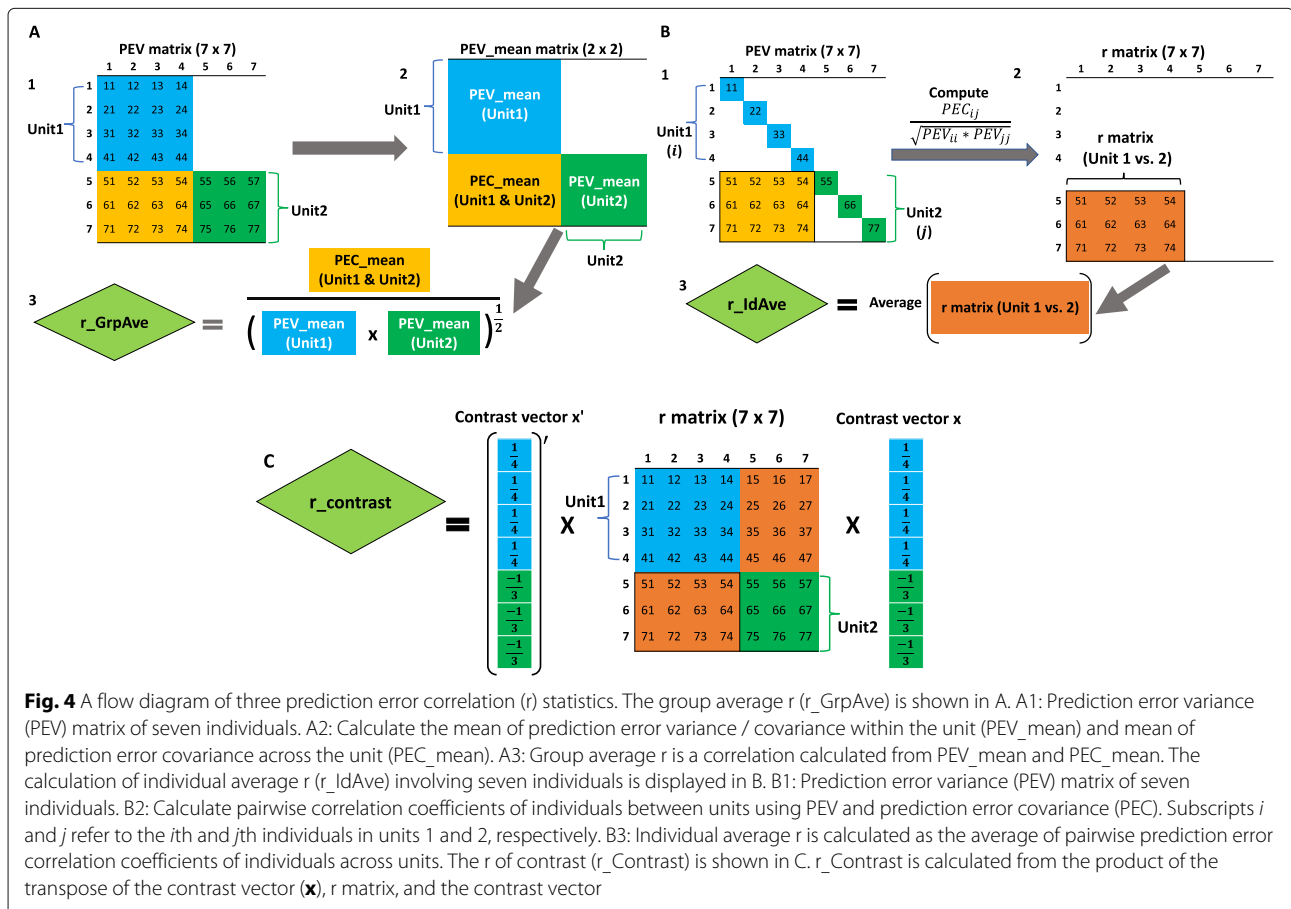 A
PEV matrix (7 x 7)
1 2 3 4 5 6 7
1
1 11 12 13 14
2 21 22 23 24
Unit1
3 31 32 33 34
4 41 42 43 44
5 51 52 53 54 55 56 57
6 61 62 63 64 65 66 67
7 71 72 73 74 75 76 77
Unit2
PEV_mean matrix (2 x 2)
2
Unit1
PEV_mean
(Unit1)
PEC_mean
(Unit1 & Unit2)
PEV_mean
(Unit2)
Unit2
3
r_GrpAve
=
PEC_mean
(Unit1 & Unit2)
( PEV_mean
(Unit1)
x
PEV_mean
(Unit2)
) 1/2
B
PEV matrix (7 x 7)
1 2 3 4 5 6 7
1
1 11
2 22
Unit1
(i)
3 33
4 44
5 51 52 53 54 55
6 61 62 63 64 66
7 71 72 73 74 77
Unit2
(j)
Compute
PECij
√PEVii * PEVjj
r matrix (7 x 7)
2
1 2 3 4 5 6 7
1
2
3
4
r matrix
(Unit 1 vs. 2)
5 51 52 53 54
6 61 62 63 64
7 71 72 73 74
3
r_IdAve
=
Average
( r matrix (Unit 1 vs. 2) )
C
r_contrast
=
Contrast vector x'
1/4
1/4
1/4
1/4
-1/3
-1/3
-1/3
′
X
r matrix (7 x 7)
1 2 3 4 5 6 7
Unit1
1 11 12 13 14 15 16 17
2 21 22 23 24 25 26 27
3 31 32 33 34 35 36 37
4 41 42 43 44 45 46 47
5 51 52 53 54 55 56 57
6 61 62 63 64 65 66 67
7 71 72 73 74 75 76 77
Unit2
X
Contrast vector x
1/4
1/4
1/4
1/4
-1/3
-1/3
-1/3
Fig. 4 A flow diagram of three prediction error correlation (r) statistics. The group average r (r_GrpAve) is shown in A. A1: Prediction error variance
(PEV) matrix of seven individuals. A2: Calculate the mean of prediction error variance / covariance within the unit (PEV_mean) and mean of
prediction error covariance across the unit (PEC_mean). A3: Group average r is a correlation calculated from PEV_mean and PEC_mean. The
calculation of individual average r (r_IdAve) involving seven individuals is displayed in B. B1: Prediction error variance (PEV) matrix of seven
individuals. B2: Calculate pairwise correlation coefficients of individuals between units using PEV and prediction error covariance (PEC). Subscripts i
and j refer to the ith and jth individuals in units 1 and 2, respectively. B3: Individual average r is calculated as the average of pairwise prediction error
correlation coefficients of individuals across units. The r of contrast (r_Contrast) is shown in C. r_Contrast is calculated from the product of the
transpose of the contrast vector (x), r matrix, and the contrast vector